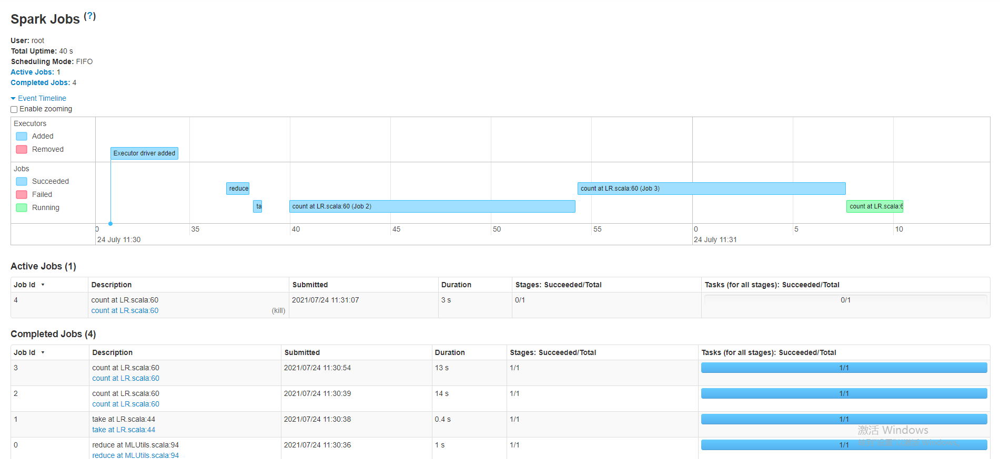 Spark Jobs (?)
User: root
Total Uptime: 40 s
Scheduling Mode: FIFO
Active Jobs: 1
Completed Jobs: 4
Event Timeline
Enable zooming
Executors
Added
Removed
Executor driver added
Jobs
Succeeded
Failed
Running
reduce
ta
count at LR.scala:60 (Job 2)
count at LR.scala:60 (Job 3)
count at LR.scala:6
0 35 40 45 50 55 0 5 10
24 July 11:30 24 July 11:31
Active Jobs (1)
Job Id Description Submitted Duration Stages: Succeeded/Total Tasks (for all stages): Succeeded/Total
4 count at LR.scala:60 2021/07/24 11:31:07 3 s 0/1 0/1
count at LR.scala:60 (kill)
Completed Jobs (4)
Job Id Description Submitted Duration Stages: Succeeded/Total Tasks (for all stages): Succeeded/Total
3 count at LR.scala:60 2021/07/24 11:30:54 13 s 1/1 1/1
count at LR.scala:60
2 count at LR.scala:60 2021/07/24 11:30:39 14 s 1/1 1/1
count at LR.scala:60
1 take at LR.scala:44 2021/07/24 11:30:38 0.4 s 1/1 1/1
take at LR.scala:44
激活 Windows
0 reduce at MLUtils.scala:94 2021/07/24 11:30:36 1 s 1/1 1/1
reduce at MLUtils.scala:94